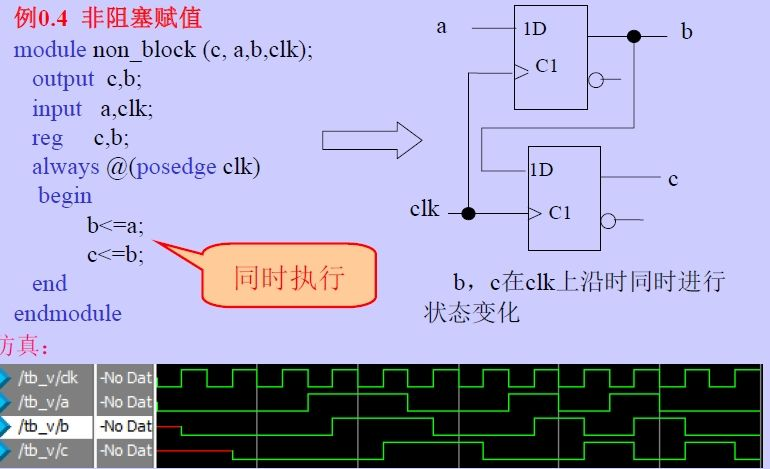 例0.4 非阻塞赋值
module non_block (c, a,b,clk);
output c,b;
input a,clk;
reg c,b;
always @(posedge clk)
begin
b<=a;
c<=b;
end
endmodule
同时执行
a
1D
C1
b
1D
C1
c
clk
b，c在clk上沿时同时进行
状态变化
仿真：
/tb_v/clk -No Dat
/tb_v/a -No Dat
/tb_v/b -No Dat
/tb_v/c -No Dat